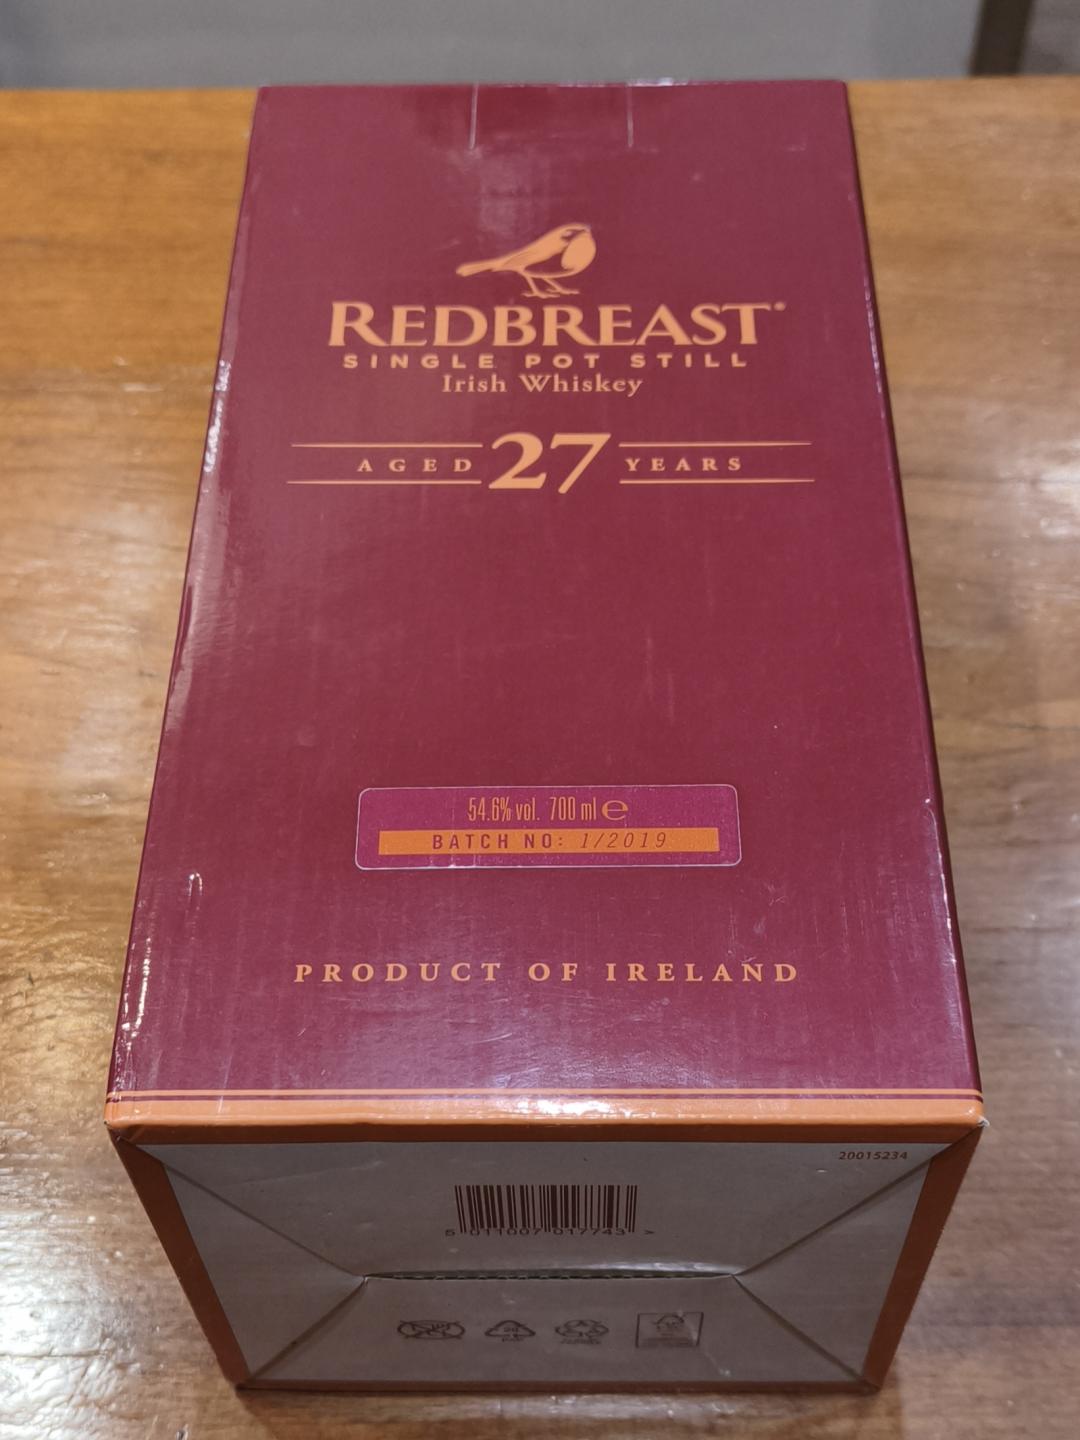 REDBREAST®
SINGLE POT STILL
Irish Whiskey
AGED 27 YEARS
54.6% vol. 700 ml ℮
BATCH NO: 1/2019
PRODUCT OF IRELAND
20015234
5 011007 017743 >